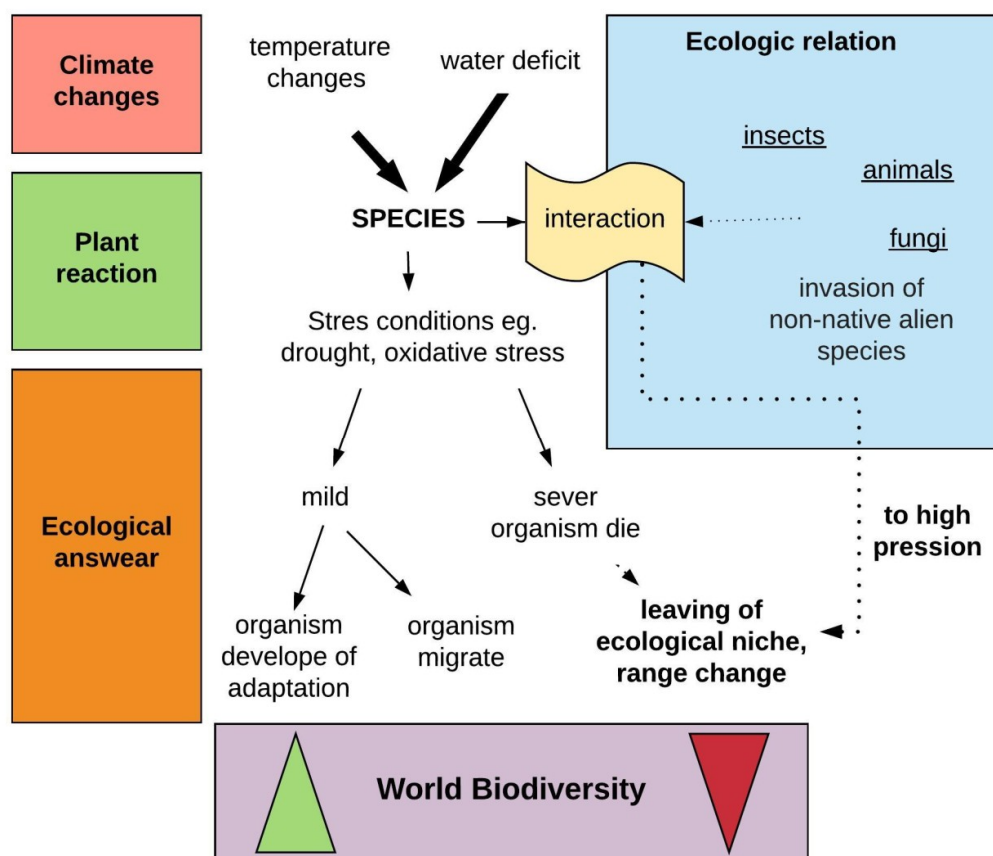 Climate
changes
temperature
changes
water deficit
Ecologic relation
insects
animals
fungi
invasion of
non-native alien
species
Plant
reaction
SPECIES
interaction
Stres conditions eg.
drought, oxidative stress
Ecological
answear
mild
sever
organism die
to high
pression
organism
develope of
adaptation
organism
migrate
leaving of
ecological niche,
range change
World Biodiversity